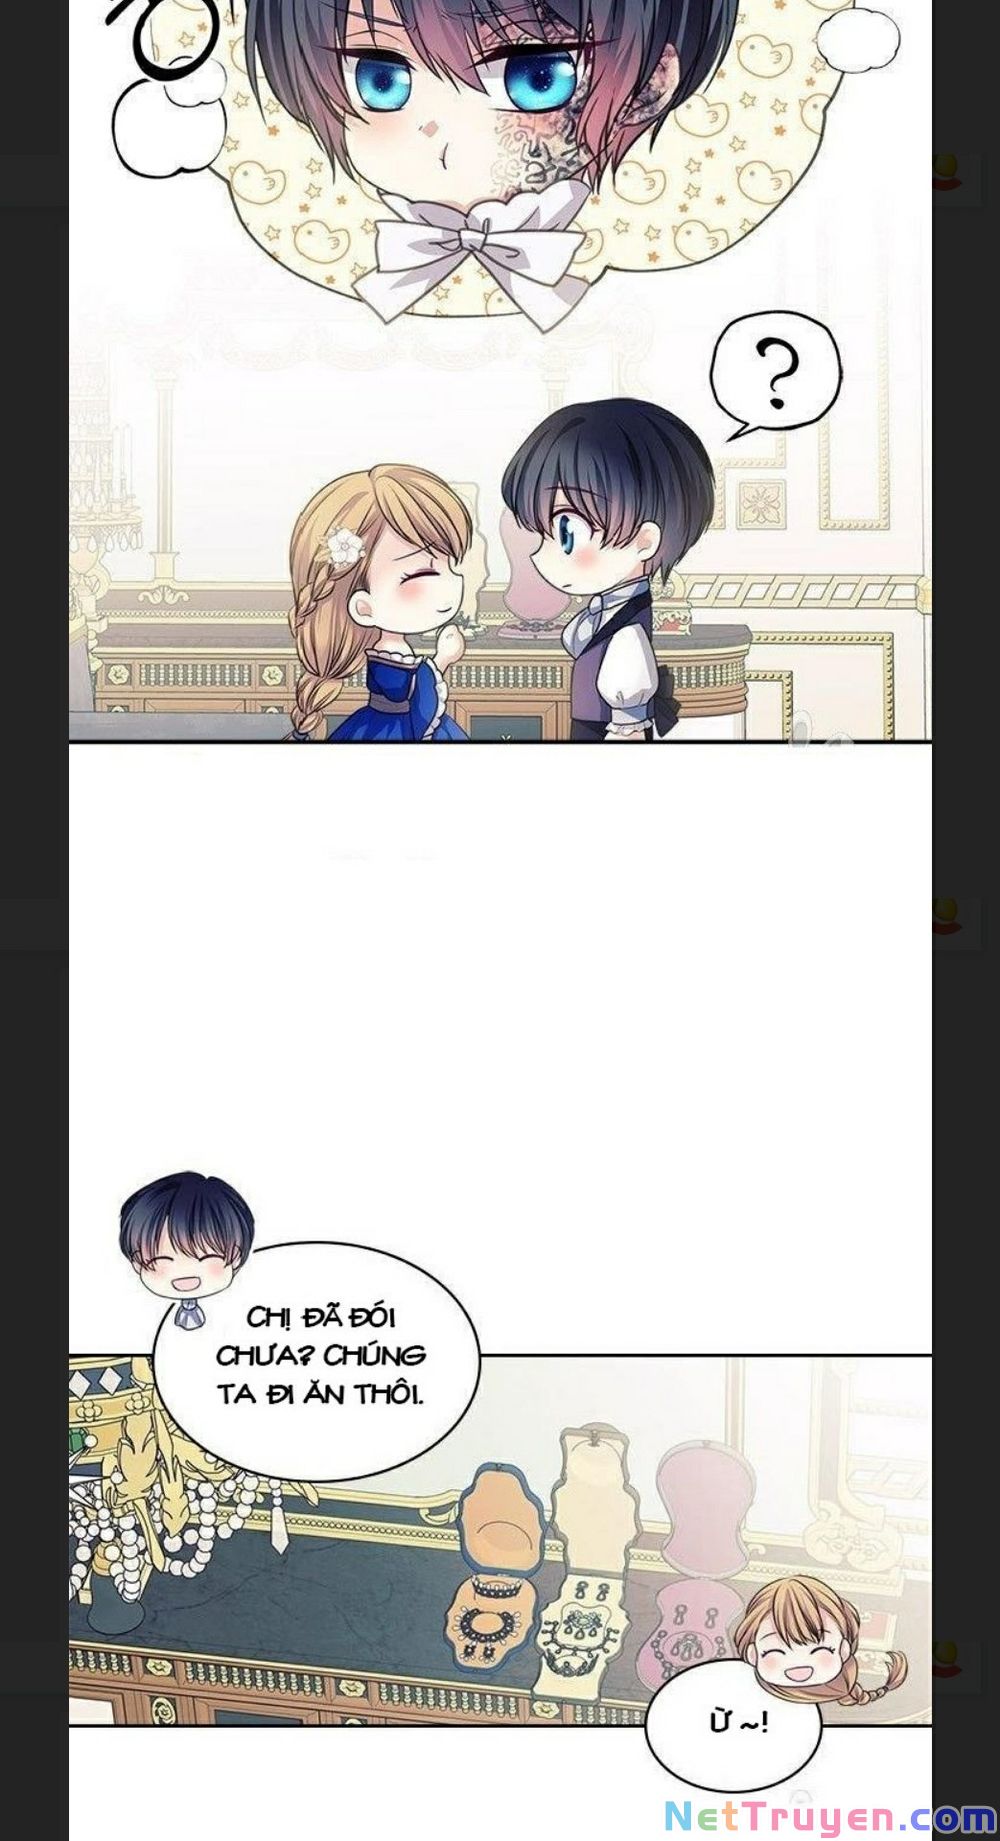 ?
CHỊ ĐÃ ĐÓI
CHƯA? CHÚNG
TA ĐI ĂN THÔI.
Ừ ~!
NetTruyen.com